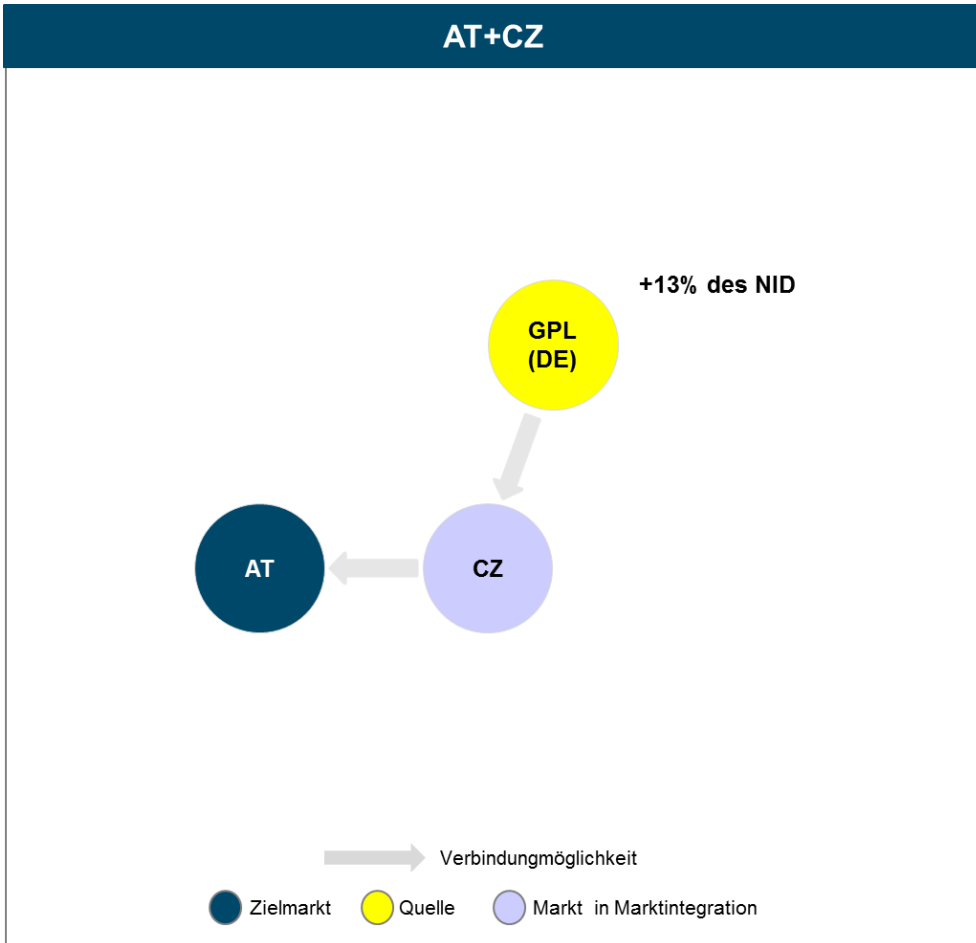 AT+CZ
+13% des NID
GPL
(DE)
AT
CZ
Verbindungmöglichkeit
Zielmarkt
Quelle
Markt in Marktintegration